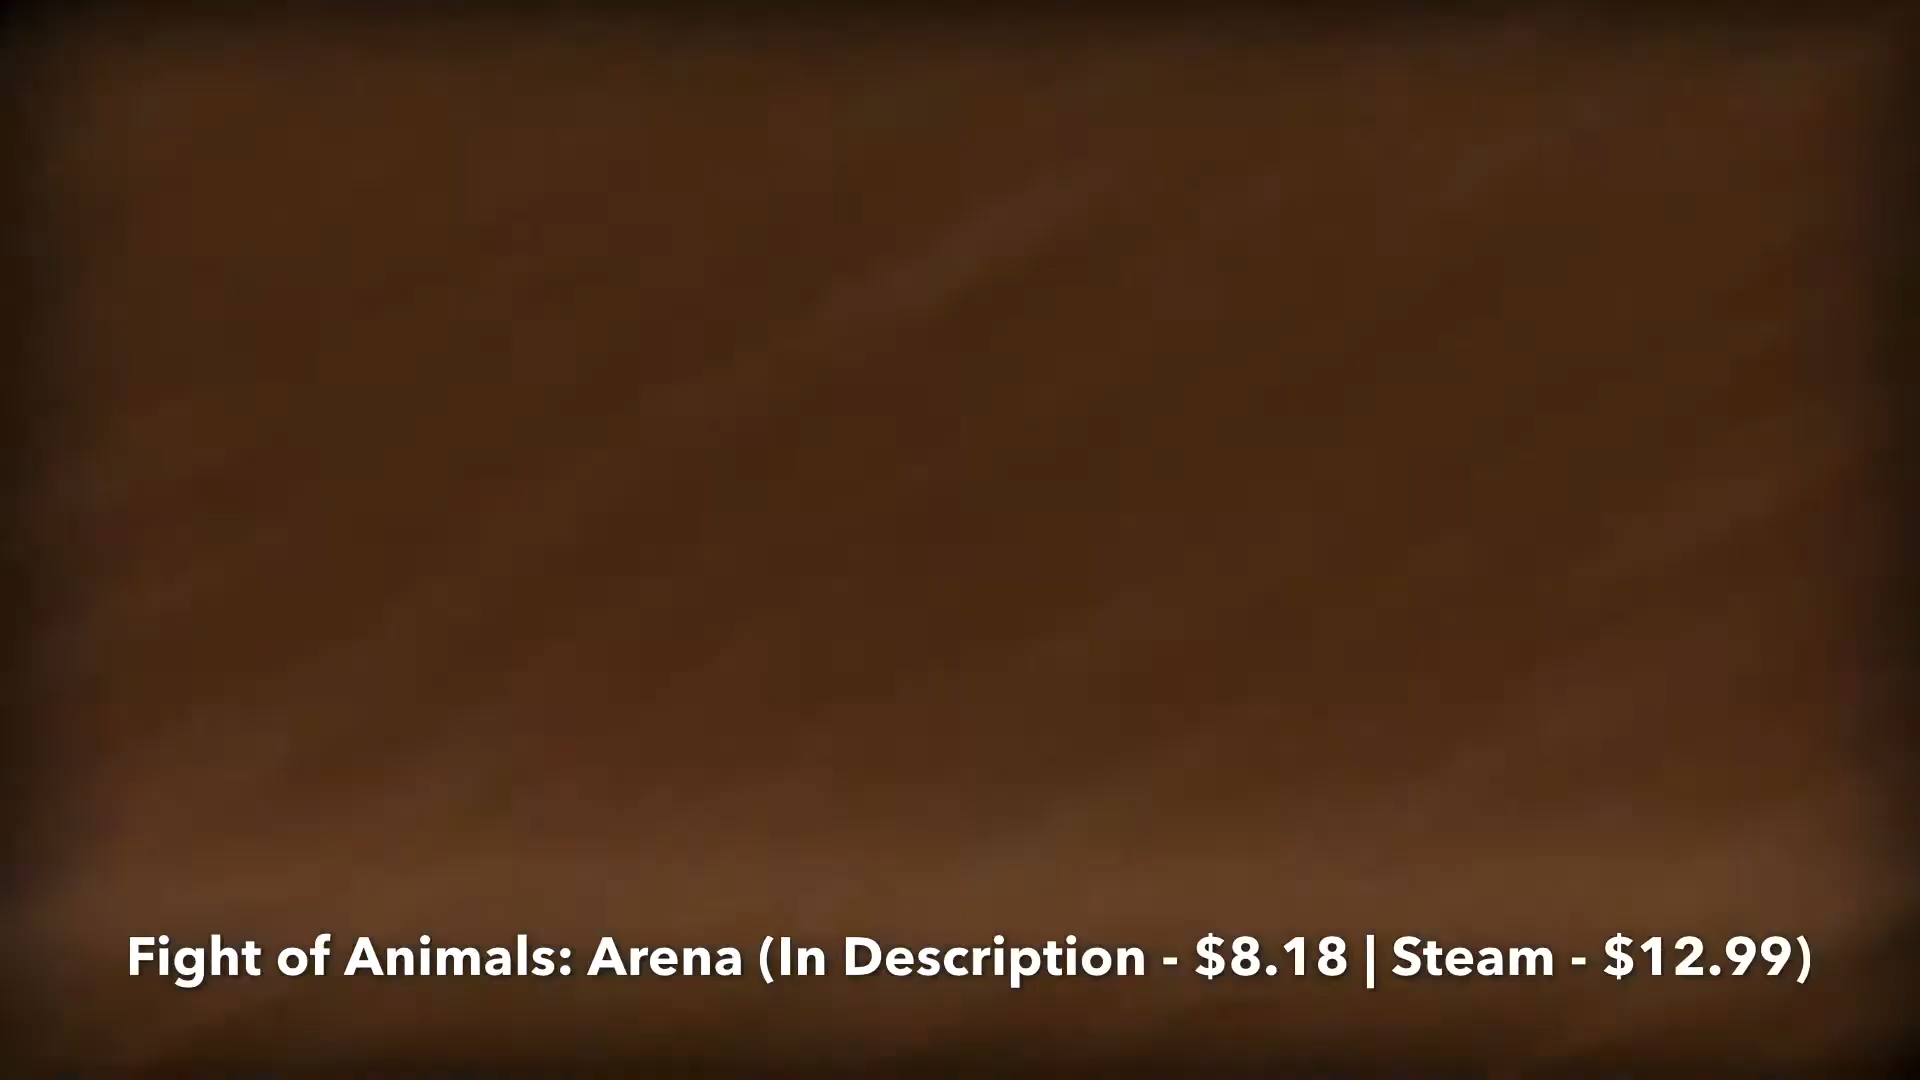 Fight of Animals: Arena (In Description - $8.18 | Steam - $12.99)